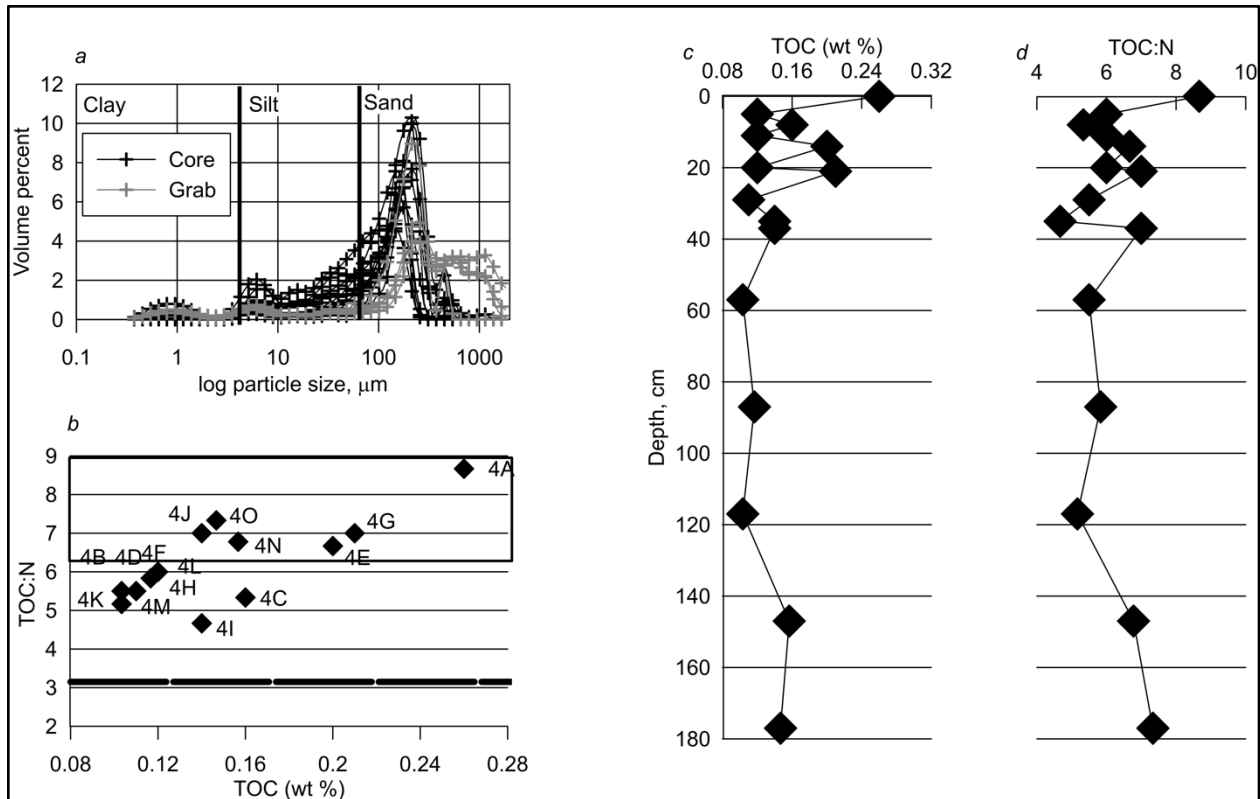 a
12
10
8
6
4
2
0
Volume percent
Clay
Silt
Sand
Core
Grab
0.1 1 10 100 1000
log particle size, μm
b
9
8
7
6
5
4
3
2
TOC:N
4A
4J
4O
4G
4N
4E
4B 4D 4F
4L
4H
4K
4M
4C
4I
0.08 0.12 0.16 0.2 0.24 0.28
TOC (wt %)
c
TOC (wt %)
0.08 0.16 0.24 0.32
0
20
40
60
80
100
120
140
160
180
Depth, cm
d
TOC:N
4 6 8 10